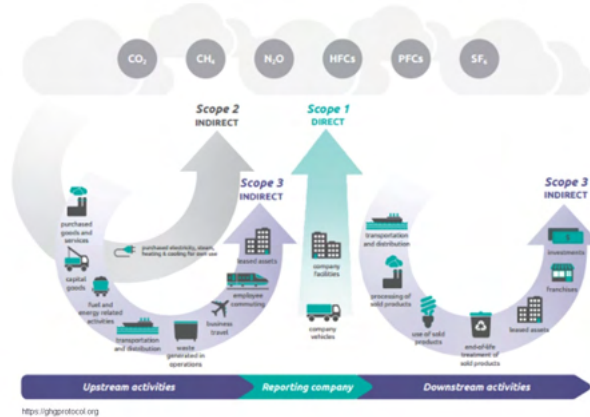 CO₂ CH₄ N₂O HFCs PFCs SF₆
Scope 2
INDIRECT
Scope 1
DIRECT
Scope 3
INDIRECT
Scope 3
INDIRECT
purchased
goods and
services
capital
goods
fuel and
energy related
activities
transportation
and distribution
waste
generated in
operations
business
travel
employee
commuting
leased assets
purchased electricity, steam,
heating & cooling for own use
company
facilities
company
vehicles
transportation
and distribution
processing of
sold products
use of sold
products
end-of-life
treatment of
sold products
leased assets
franchises
investments
Upstream activities
Reporting company
Downstream activities
https://ghgprotocol.org